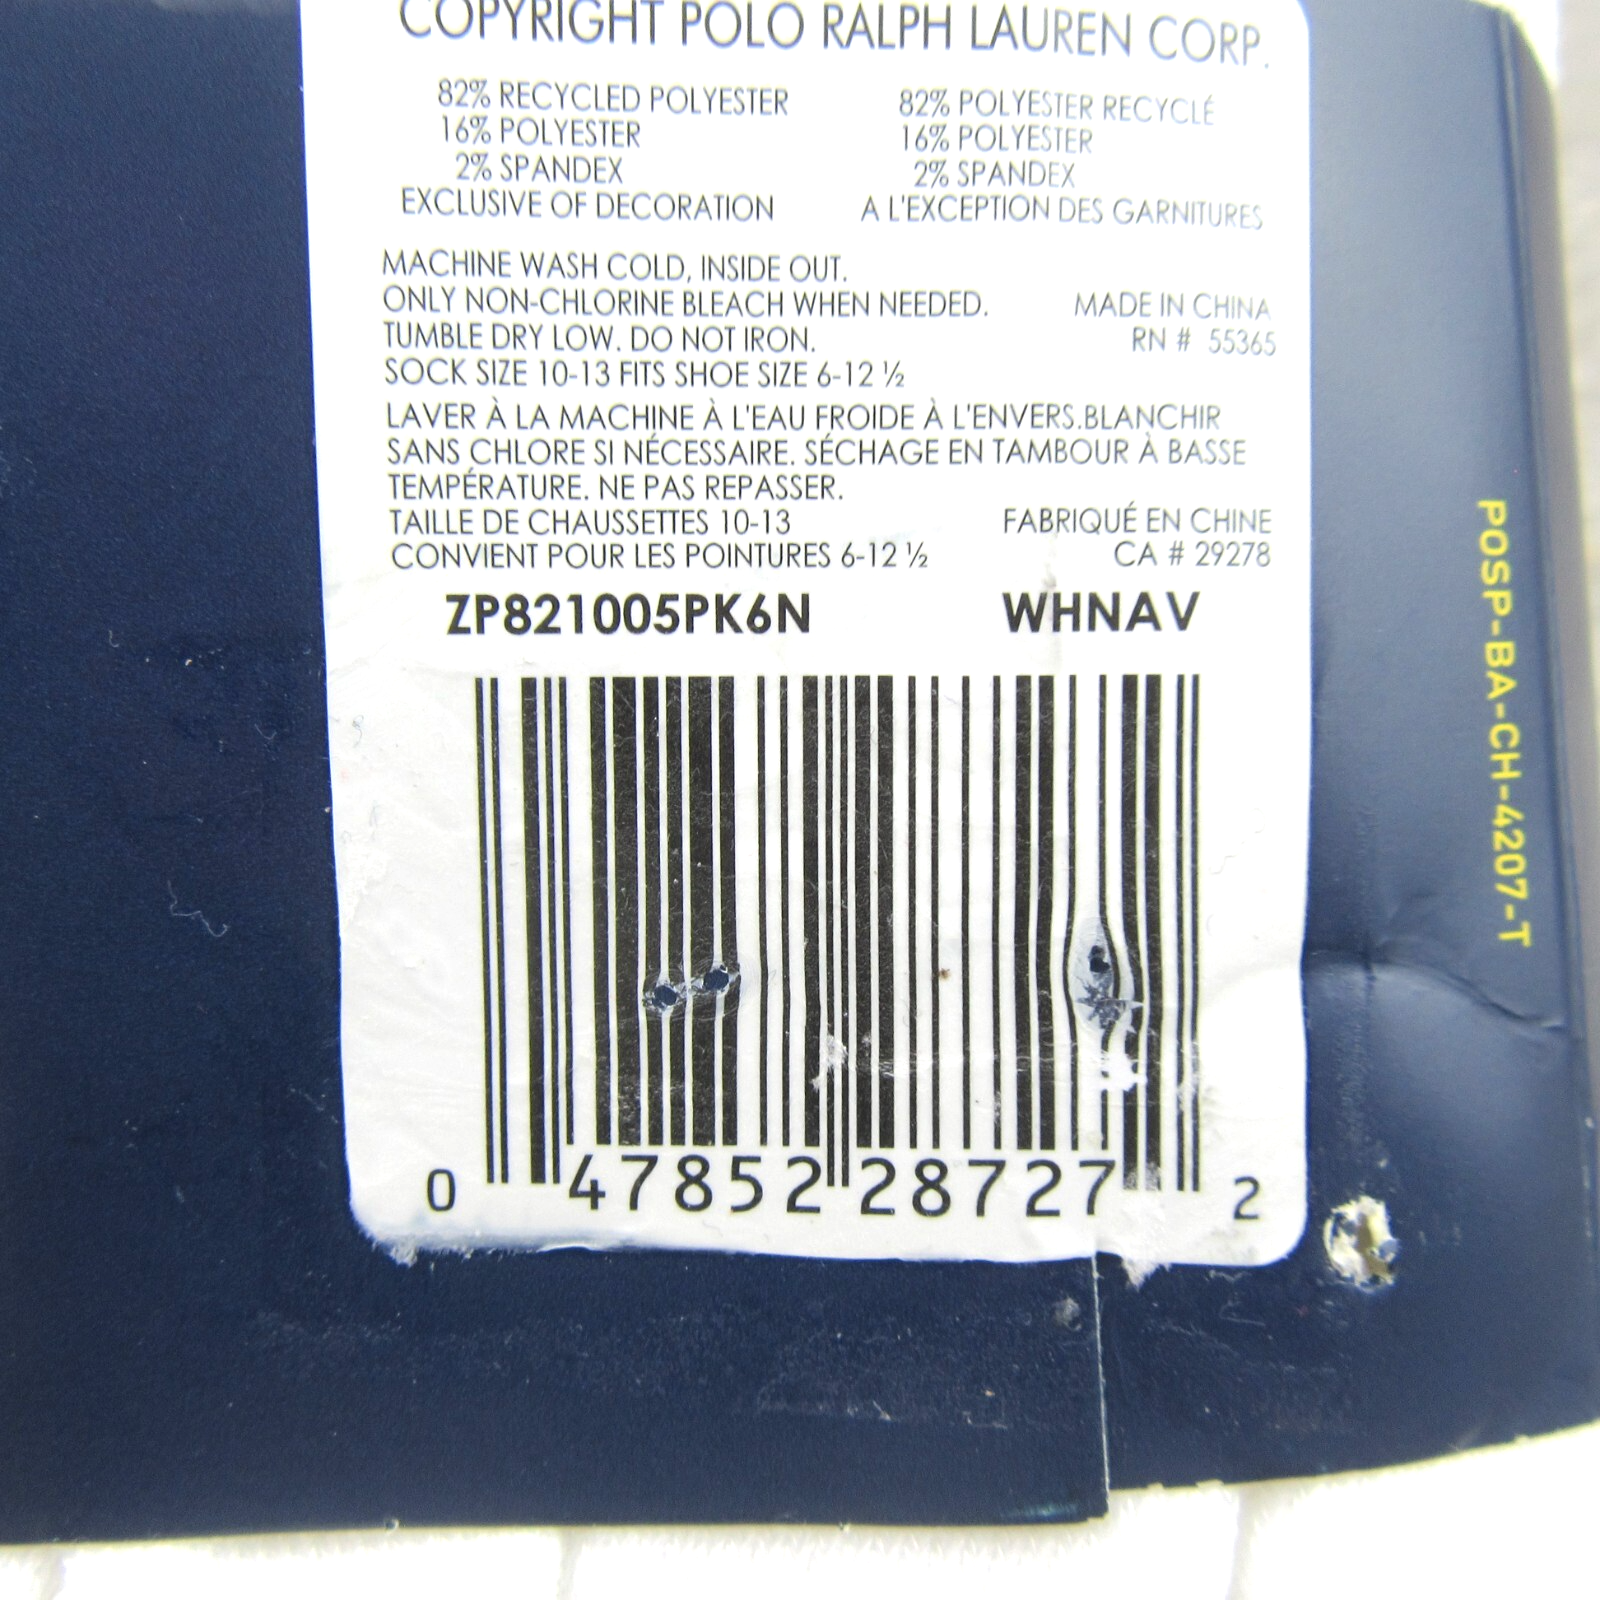 COPYRIGHT POLO RALPH LAUREN CORP.
82% RECYCLED POLYESTER
16% POLYESTER
2% SPANDEX
EXCLUSIVE OF DECORATION
82% POLYESTER RECYCLÉ
16% POLYESTER
2% SPANDEX
A L'EXCEPTION DES GARNITURES
MACHINE WASH COLD, INSIDE OUT.
ONLY NON-CHLORINE BLEACH WHEN NEEDED.
TUMBLE DRY LOW. DO NOT IRON.
SOCK SIZE 10-13 FITS SHOE SIZE 6-12 ½
MADE IN CHINA
RN # 55365
LAVER À LA MACHINE À L'EAU FROIDE À L'ENVERS.BLANCHIR
SANS CHLORE SI NÉCESSAIRE. SÉCHAGE EN TAMBOUR À BASSE
TEMPÉRATURE. NE PAS REPASSER.
TAILLE DE CHAUSSETTES 10-13
CONVIENT POUR LES POINTURES 6-12 ½
FABRIQUÉ EN CHINE
CA # 29278
ZP821005PK6N WHNAV
0 47852 28727 2
POSP-BA-CH-4207-T